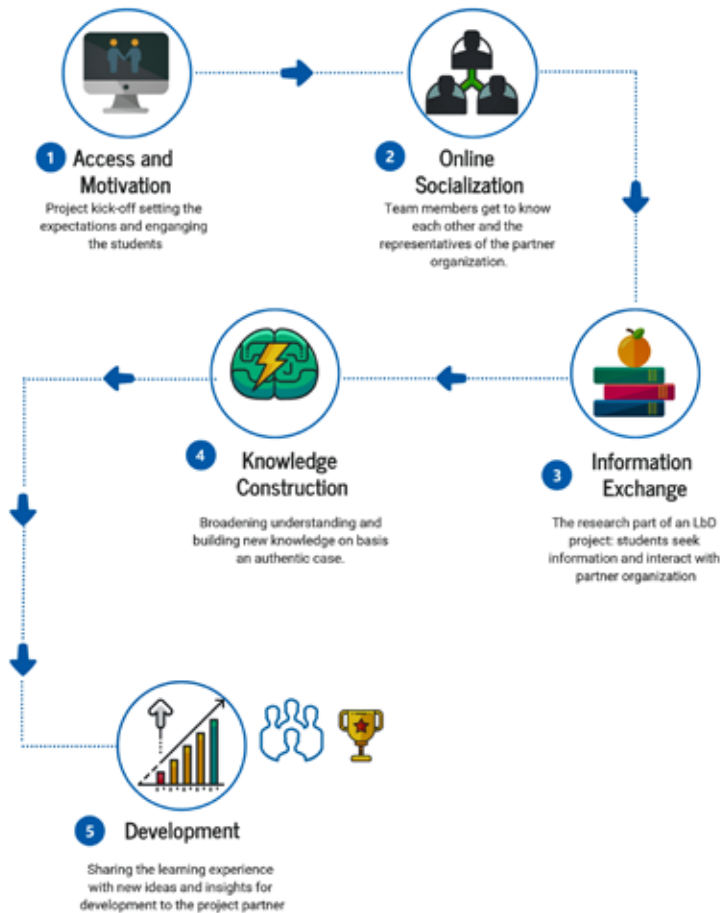 1
Access and
Motivation
Project kick-off setting the
expectations and enganging
the students
2
Online
Socialization
Team members get to know
each other and the
representatives of the partner
organization.
3
Information
Exchange
The research part of an LbD
project: students seek
information and interact with
partner organization
4
Knowledge
Construction
Broadening understanding and
building new knowledge on basis
an authentic case.
5
Development
Sharing the learning experience
with new ideas and insights for
development to the project partner